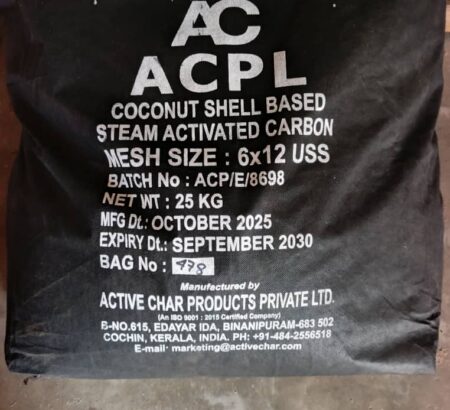 AC
ACPL
COCONUT SHELL BASED
STEAM ACTIVATED CARBON
MESH SIZE : 6x12 USS
BATCH No : ACP/E/8698
NET WT : 25 KG
MFG Dt.: OCTOBER 2025
EXPIRY Dt.: SEPTEMBER 2030
BAG No : 498
Manufactured by
ACTIVE CHAR PRODUCTS PRIVATE LTD.
(An ISO 9001 : 2015 Certified Company)
B-NO.615, EDAYAR IDA, BINANIPURAM-683 502
COCHIN, KERALA, INDIA. PH: +91-484-2556518
E-mail- marketing@activechar.com